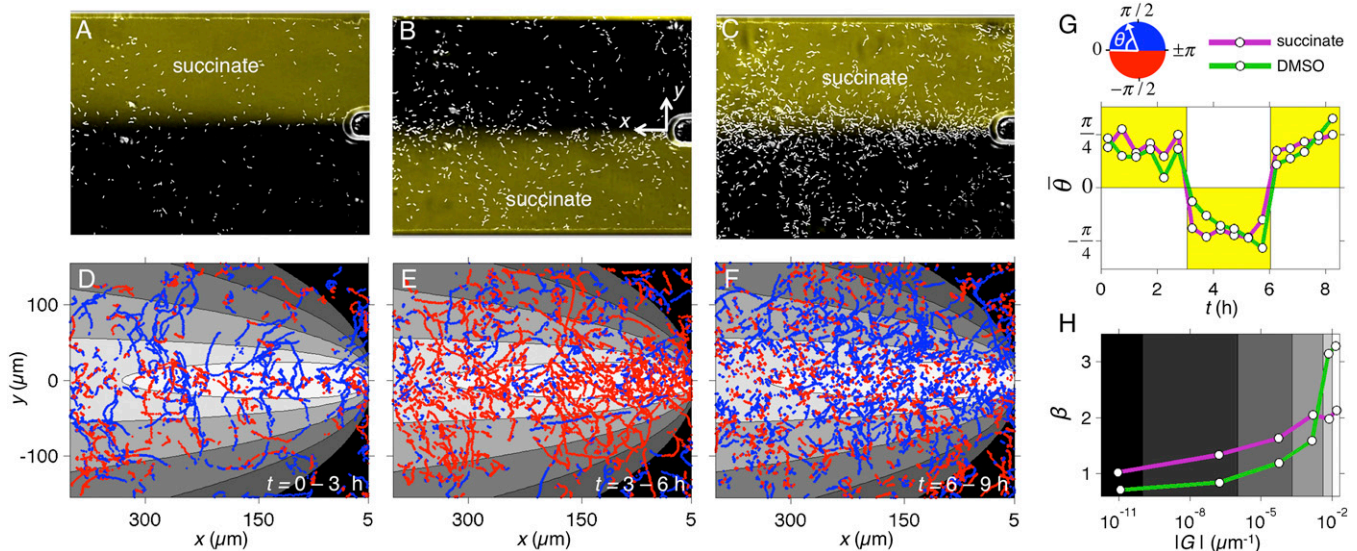 A
succinate
B
x
y
succinate
C
succinate
D
E
F
100
0
-100
y (μm)
t = 0 – 3 h
t = 3 – 6 h
t = 6 – 9 h
300
150
5
300
150
5
300
150
5
x (μm)
x (μm)
x (μm)
G
π / 2
0
θ
±π
−π / 2
succinate
DMSO
π
4
θ̅
0
−π
4
0
2
4
6
8
t (h)
H
3
2
1
β
10⁻¹¹
10⁻⁸
10⁻⁵
10⁻²
|G| (μm⁻¹)